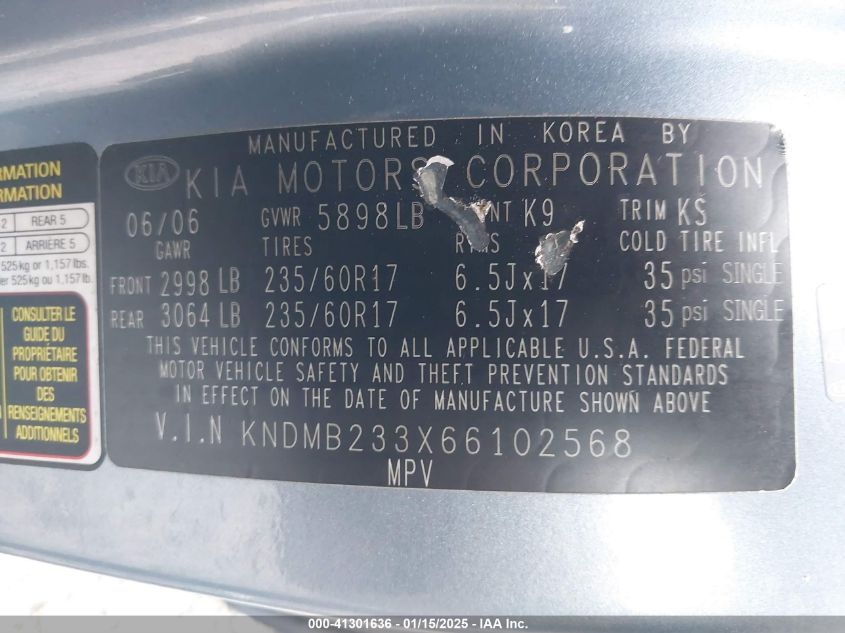 MANUFACTURED IN KOREA BY
KIA KIA MOTORS CORPORATION
06/06 GVWR 5898LB K9 TRIM KS
GAWR TIRES COLD TIRE INFL
FRONT 2998 LB 235/60R17 6.5Jx17 35 psi SINGLE
REAR 3064 LB 235/60R17 6.5Jx17 35 psi SINGLE
THIS VEHICLE CONFORMS TO ALL APPLICABLE U.S.A. FEDERAL
MOTOR VEHICLE SAFETY AND THEFT PREVENTION STANDARDS
IN EFFECT ON THE DATE OF MANUFACTURE SHOWN ABOVE
V.I.N KNDMB233X66102568
MPV
2 REAR 5
2 ARRIÈRE 5
525 kg or 1,157 lbs.
525 kg ou 1,157 lb.
CONSULTER LE
GUIDE DU
PROPRIÉTAIRE
POUR OBTENIR
DES
RENSEIGNEMENTS
ADDITIONNELS
000-41301636 - 01/15/2025 - IAA Inc.